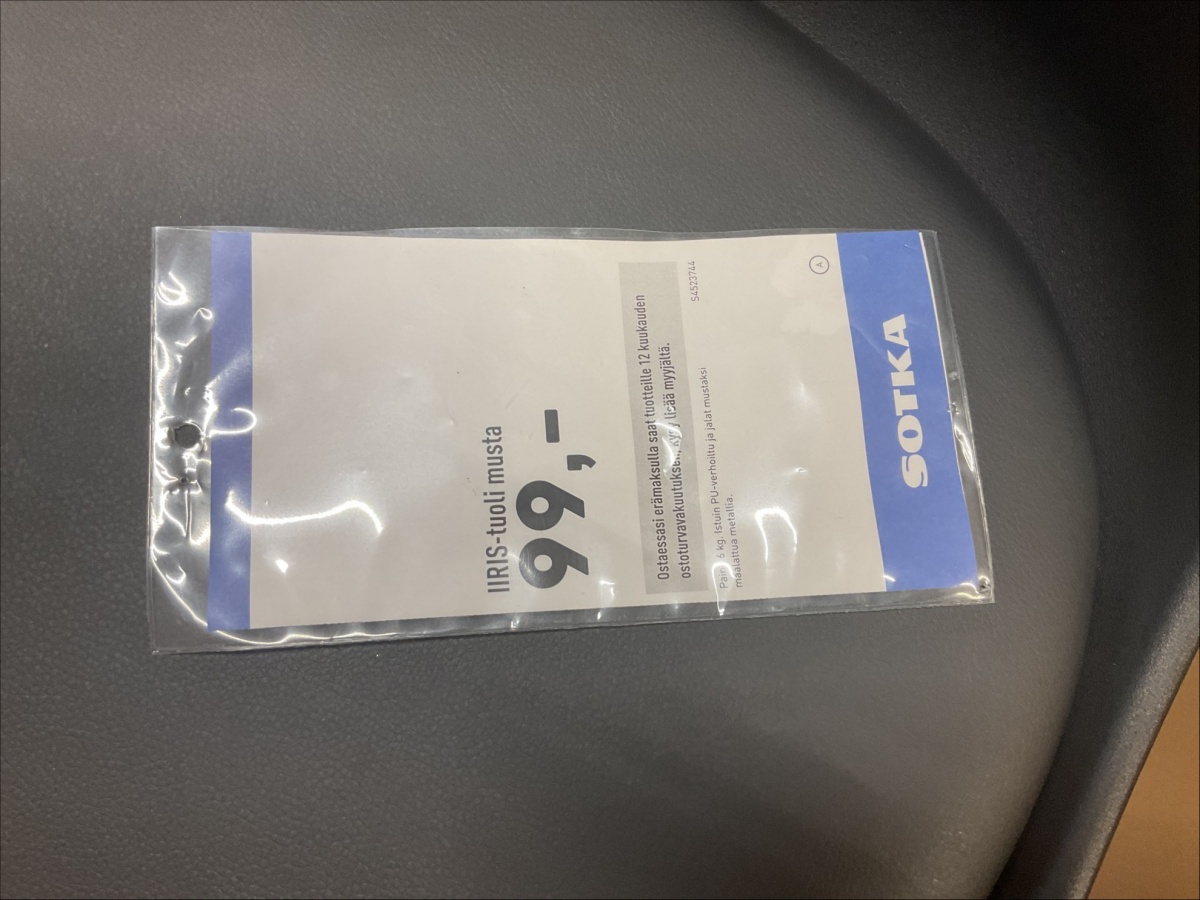 IIRIS-tuoli musta
99,-
Ostaessasi erämaksulla saat tuotteille 12 kuukauden
ostoturvavakuutuksen, kysy lisää myyjältä.
S4523744
6 kg. Istuin PU-verhoiltu ja jalat mustaksi
maalattua metallia.
A
SOTKA